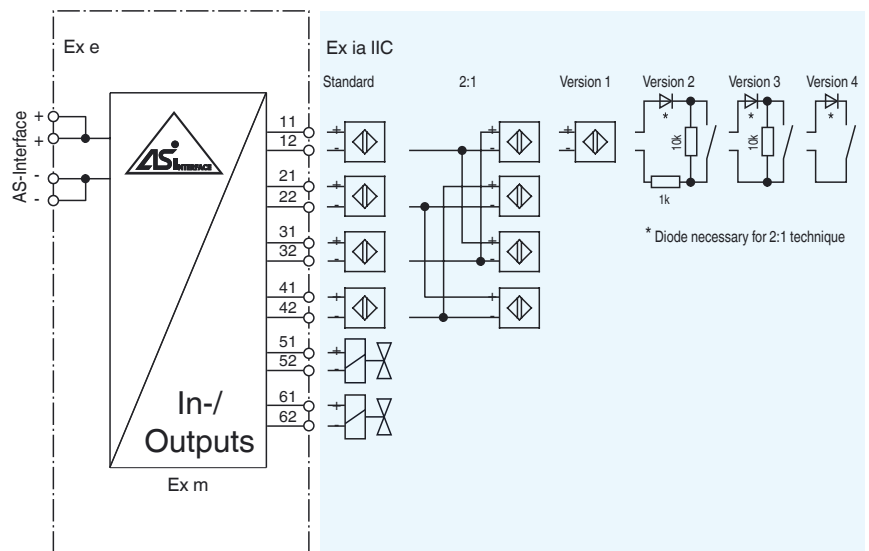 Ex e
Ex ia IIC
Standard
2:1
Version 1
Version 2
Version 3
Version 4
AS-Interface
+
+
-
-
ASi
INTERFACE
In-/
Outputs
Ex m
11
12
21
22
31
32
41
42
51
52
61
62
+
-
+
-
+
-
+
-
+
-
+
-
+
-
+
-
+
-
+
-
+
-
*
10k
1k
*
10k
*
* Diode necessary for 2:1 technique